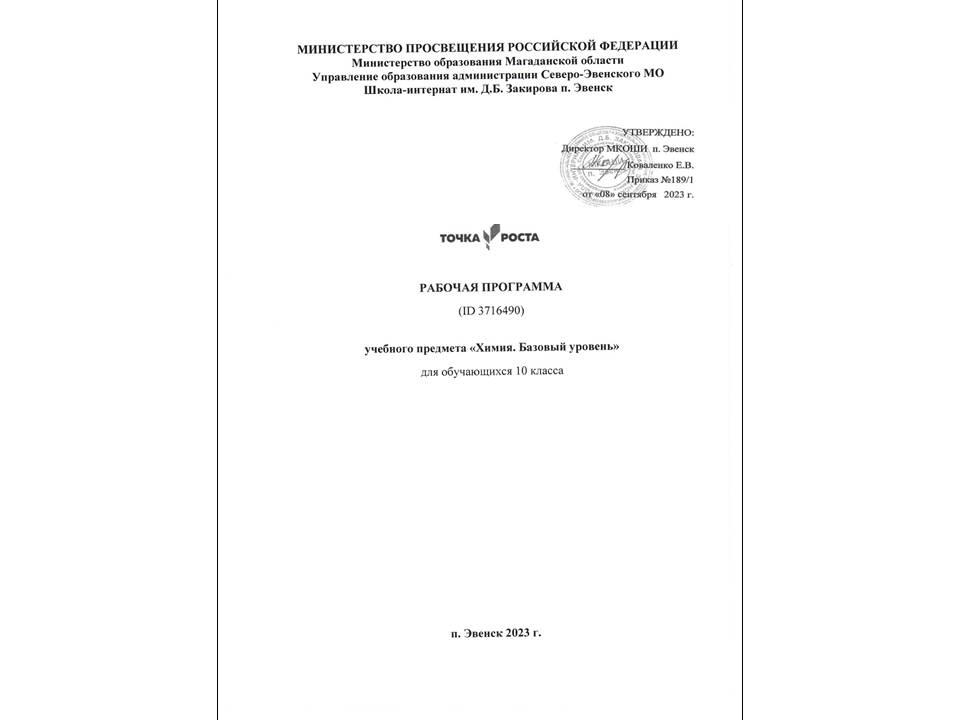 МИНИСТЕРСТВО ПРОСВЕЩЕНИЯ РОССИЙСКОЙ ФЕДЕРАЦИИ
Министерство образования Магаданской области
Управление образования администрации Северо-Эвенского МО
Школа-интернат им. Д.Б. Закирова п. Эвенск
УТВЕРЖДЕНО:
Директор МКОШИ п. Эвенск
Коваленко Е.В.
Приказ №189/1
от «08» сентября 2023 г.
ТОЧКА РОСТА
РАБОЧАЯ ПРОГРАММА
(ID 3716490)
учебного предмета «Химия. Базовый уровень»
для обучающихся 10 класса
п. Эвенск 2023 г.